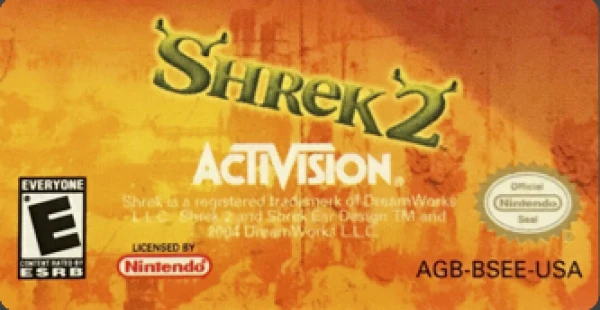 SHREK 2
ACTIVISION®
Shrek is a registered trademark of DreamWorks
L.L.C. Shrek 2 and Shrek Ear Design TM and
2004 DreamWorks L.L.C.
EVERYONE
E
CONTENT RATED BY
ESRB
LICENSED BY
Nintendo®
Official
Nintendo
Seal
AGB-BSEE-USA